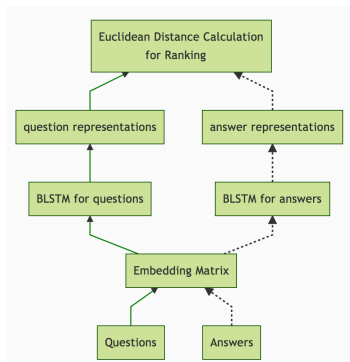 Euclidean Distance Calculation
for Ranking
question representations
answer representations
BLSTM for questions
BLSTM for answers
Embedding Matrix
Questions
Answers